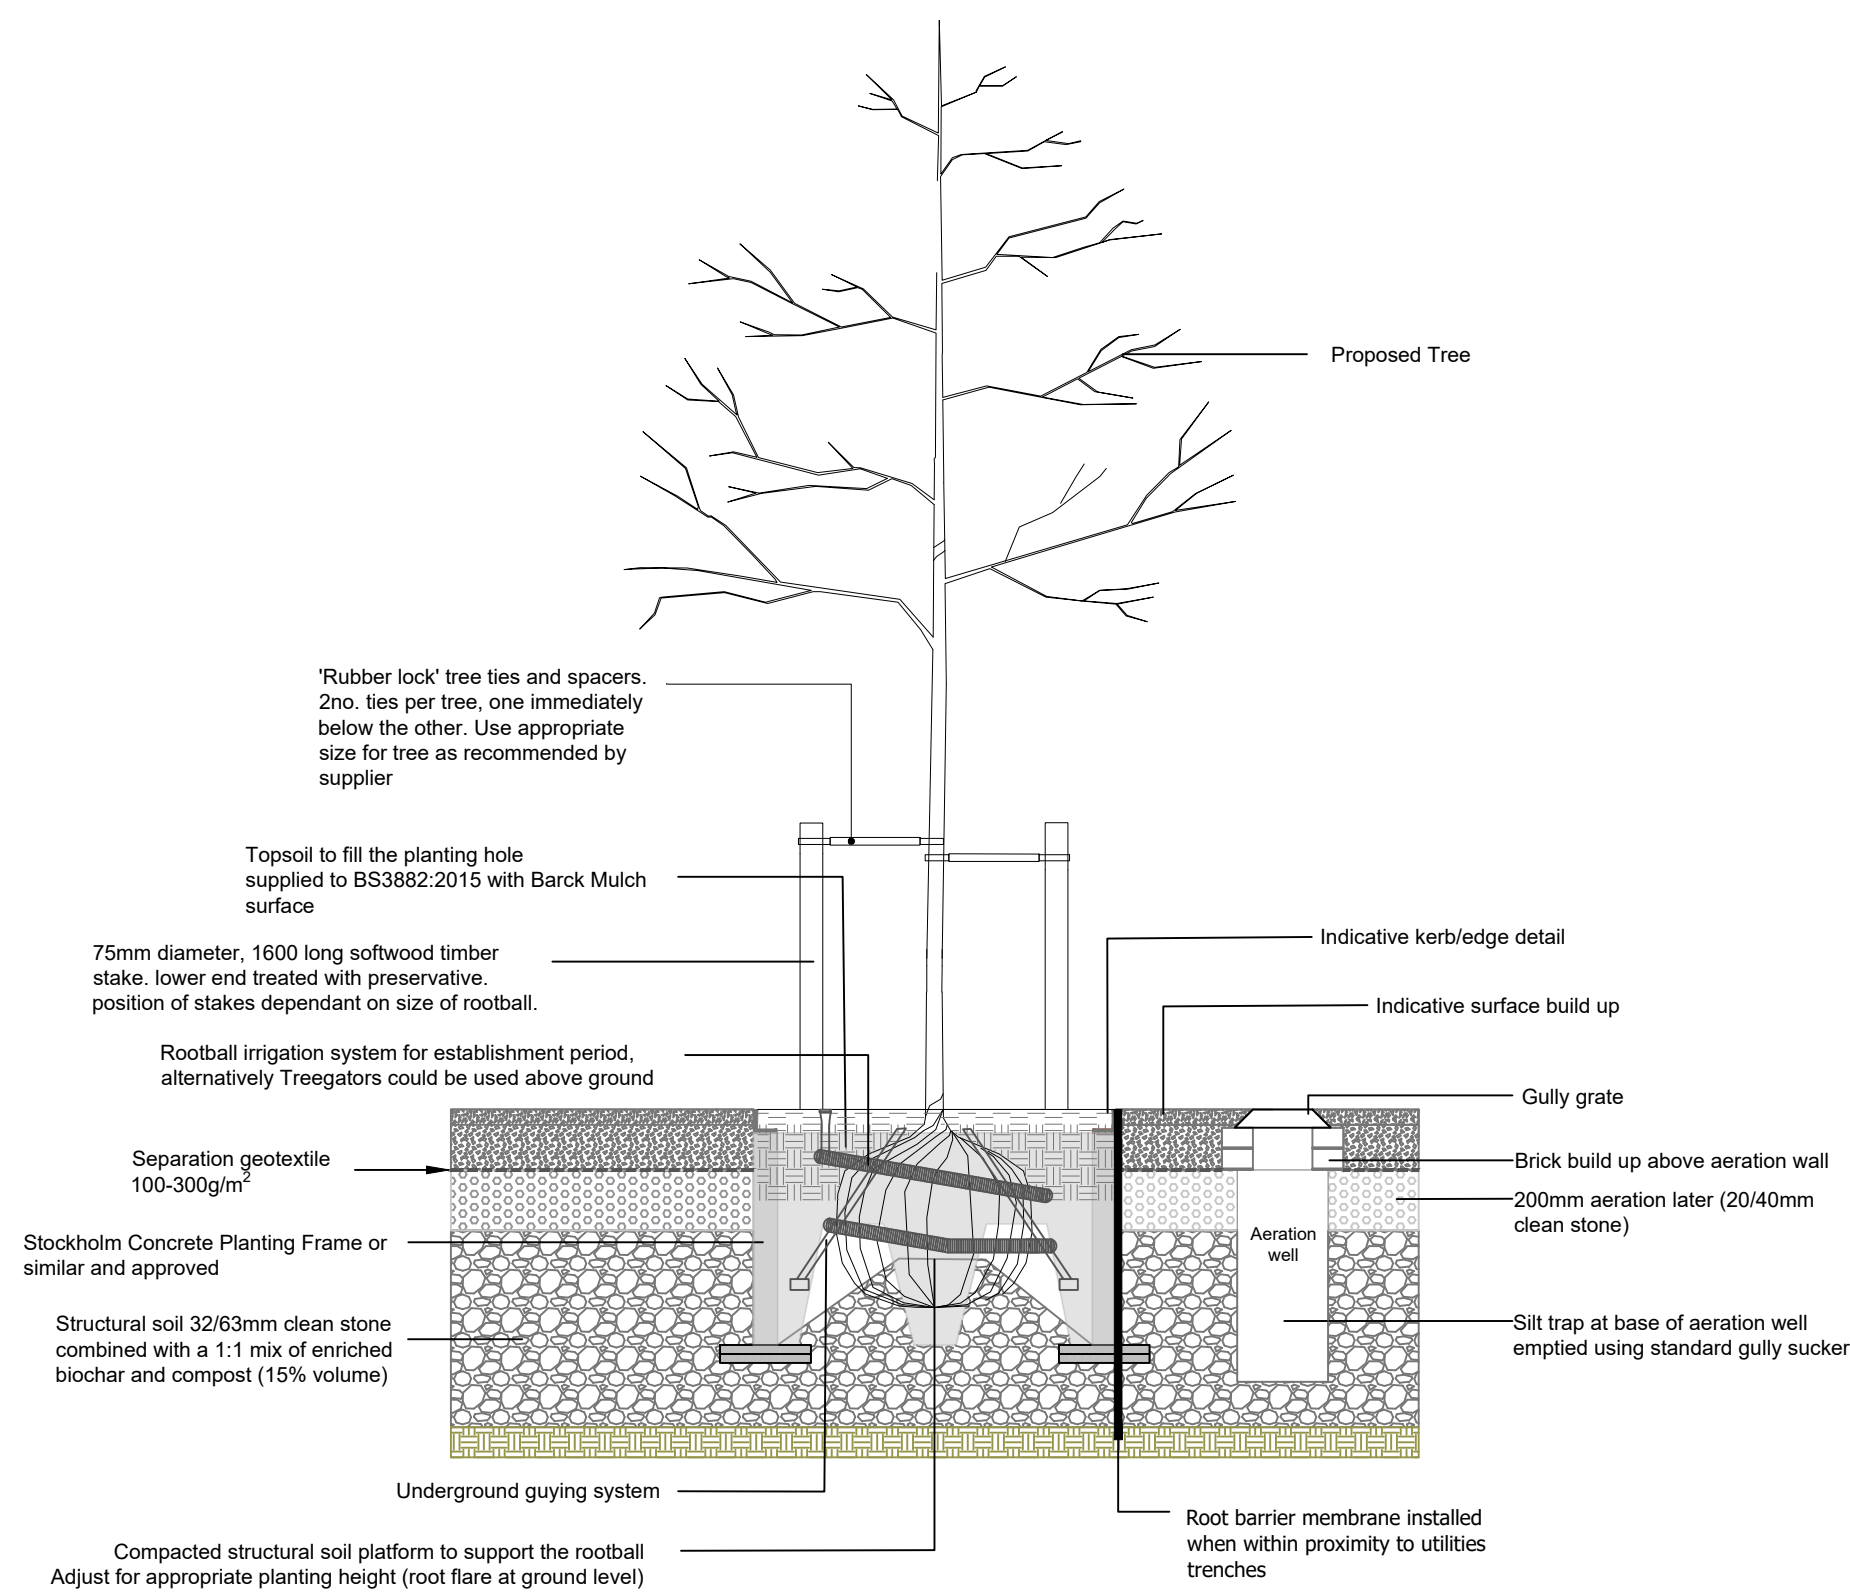 Proposed Tree
'Rubber lock' tree ties and spacers.
2no. ties per tree, one immediately
below the other. Use appropriate
size for tree as recommended by
supplier
Topsoil to fill the planting hole
supplied to BS3882:2015 with Barck Mulch
surface
75mm diameter, 1600 long softwood timber
stake. lower end treated with preservative.
position of stakes dependant on size of rootball.
Rootball irrigation system for establishment period,
alternatively Treegators could be used above ground
Separation geotextile
100-300g/m²
Stockholm Concrete Planting Frame or
similar and approved
Structural soil 32/63mm clean stone
combined with a 1:1 mix of enriched
biochar and compost (15% volume)
Underground guying system
Compacted structural soil platform to support the rootball
Adjust for appropriate planting height (root flare at ground level)
Indicative kerb/edge detail
Indicative surface build up
Gully grate
Brick build up above aeration wall
200mm aeration later (20/40mm
clean stone)
Aeration
well
Silt trap at base of aeration well
emptied using standard gully sucker
Root barrier membrane installed
when within proximity to utilities
trenches